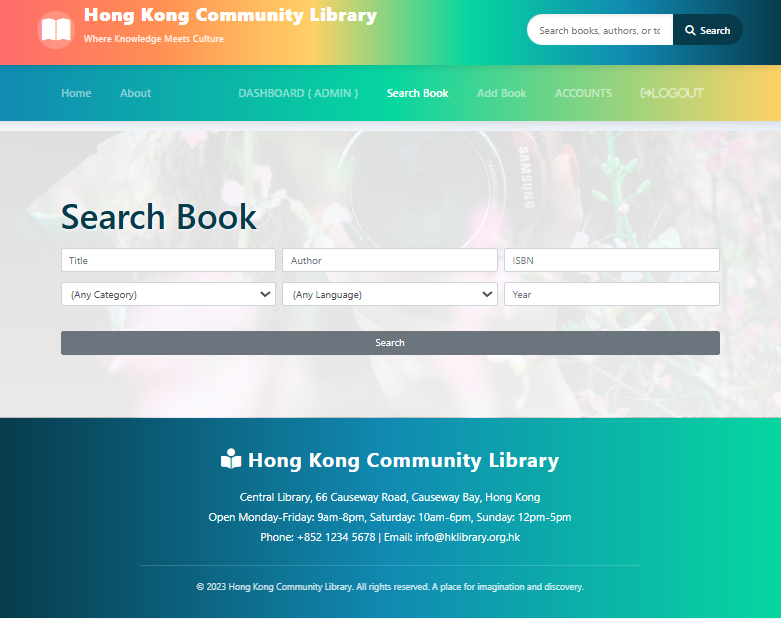 Hong Kong Community Library
Where Knowledge Meets Culture
Search books, authors, or to
Search
Home
About
DASHBOARD ( ADMIN )
Search Book
Add Book
ACCOUNTS
LOGOUT
SAMSUNG
Search Book
Title
Author
ISBN
(Any Category)
(Any Language)
Year
Search
Hong Kong Community Library
Central Library, 66 Causeway Road, Causeway Bay, Hong Kong
Open Monday-Friday: 9am-8pm, Saturday: 10am-6pm, Sunday: 12pm-5pm
Phone: +852 1234 5678 | Email: info@hklibrary.org.hk
© 2023 Hong Kong Community Library. All rights reserved. A place for imagination and discovery.